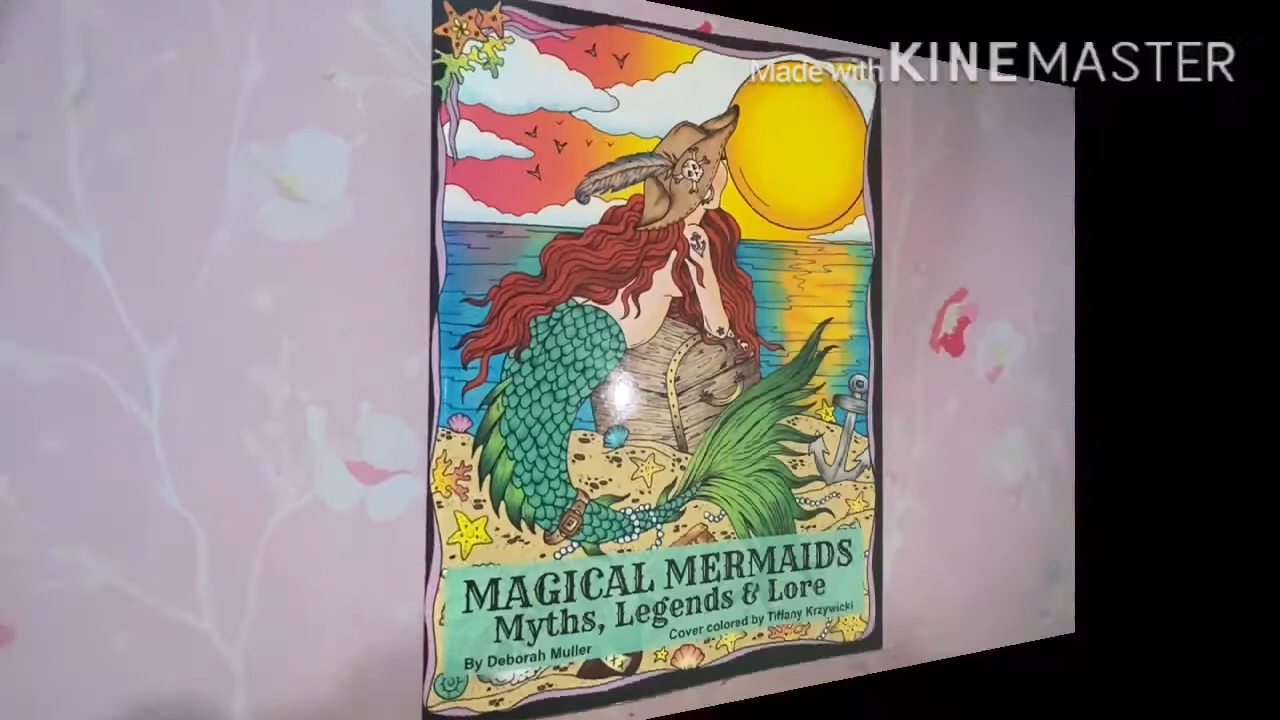 Made with KINEMASTER
MAGICAL MERMAIDS
Myths, Legends & Lore
Cover colored by Tiffany Krzywicki
By Deborah Muller